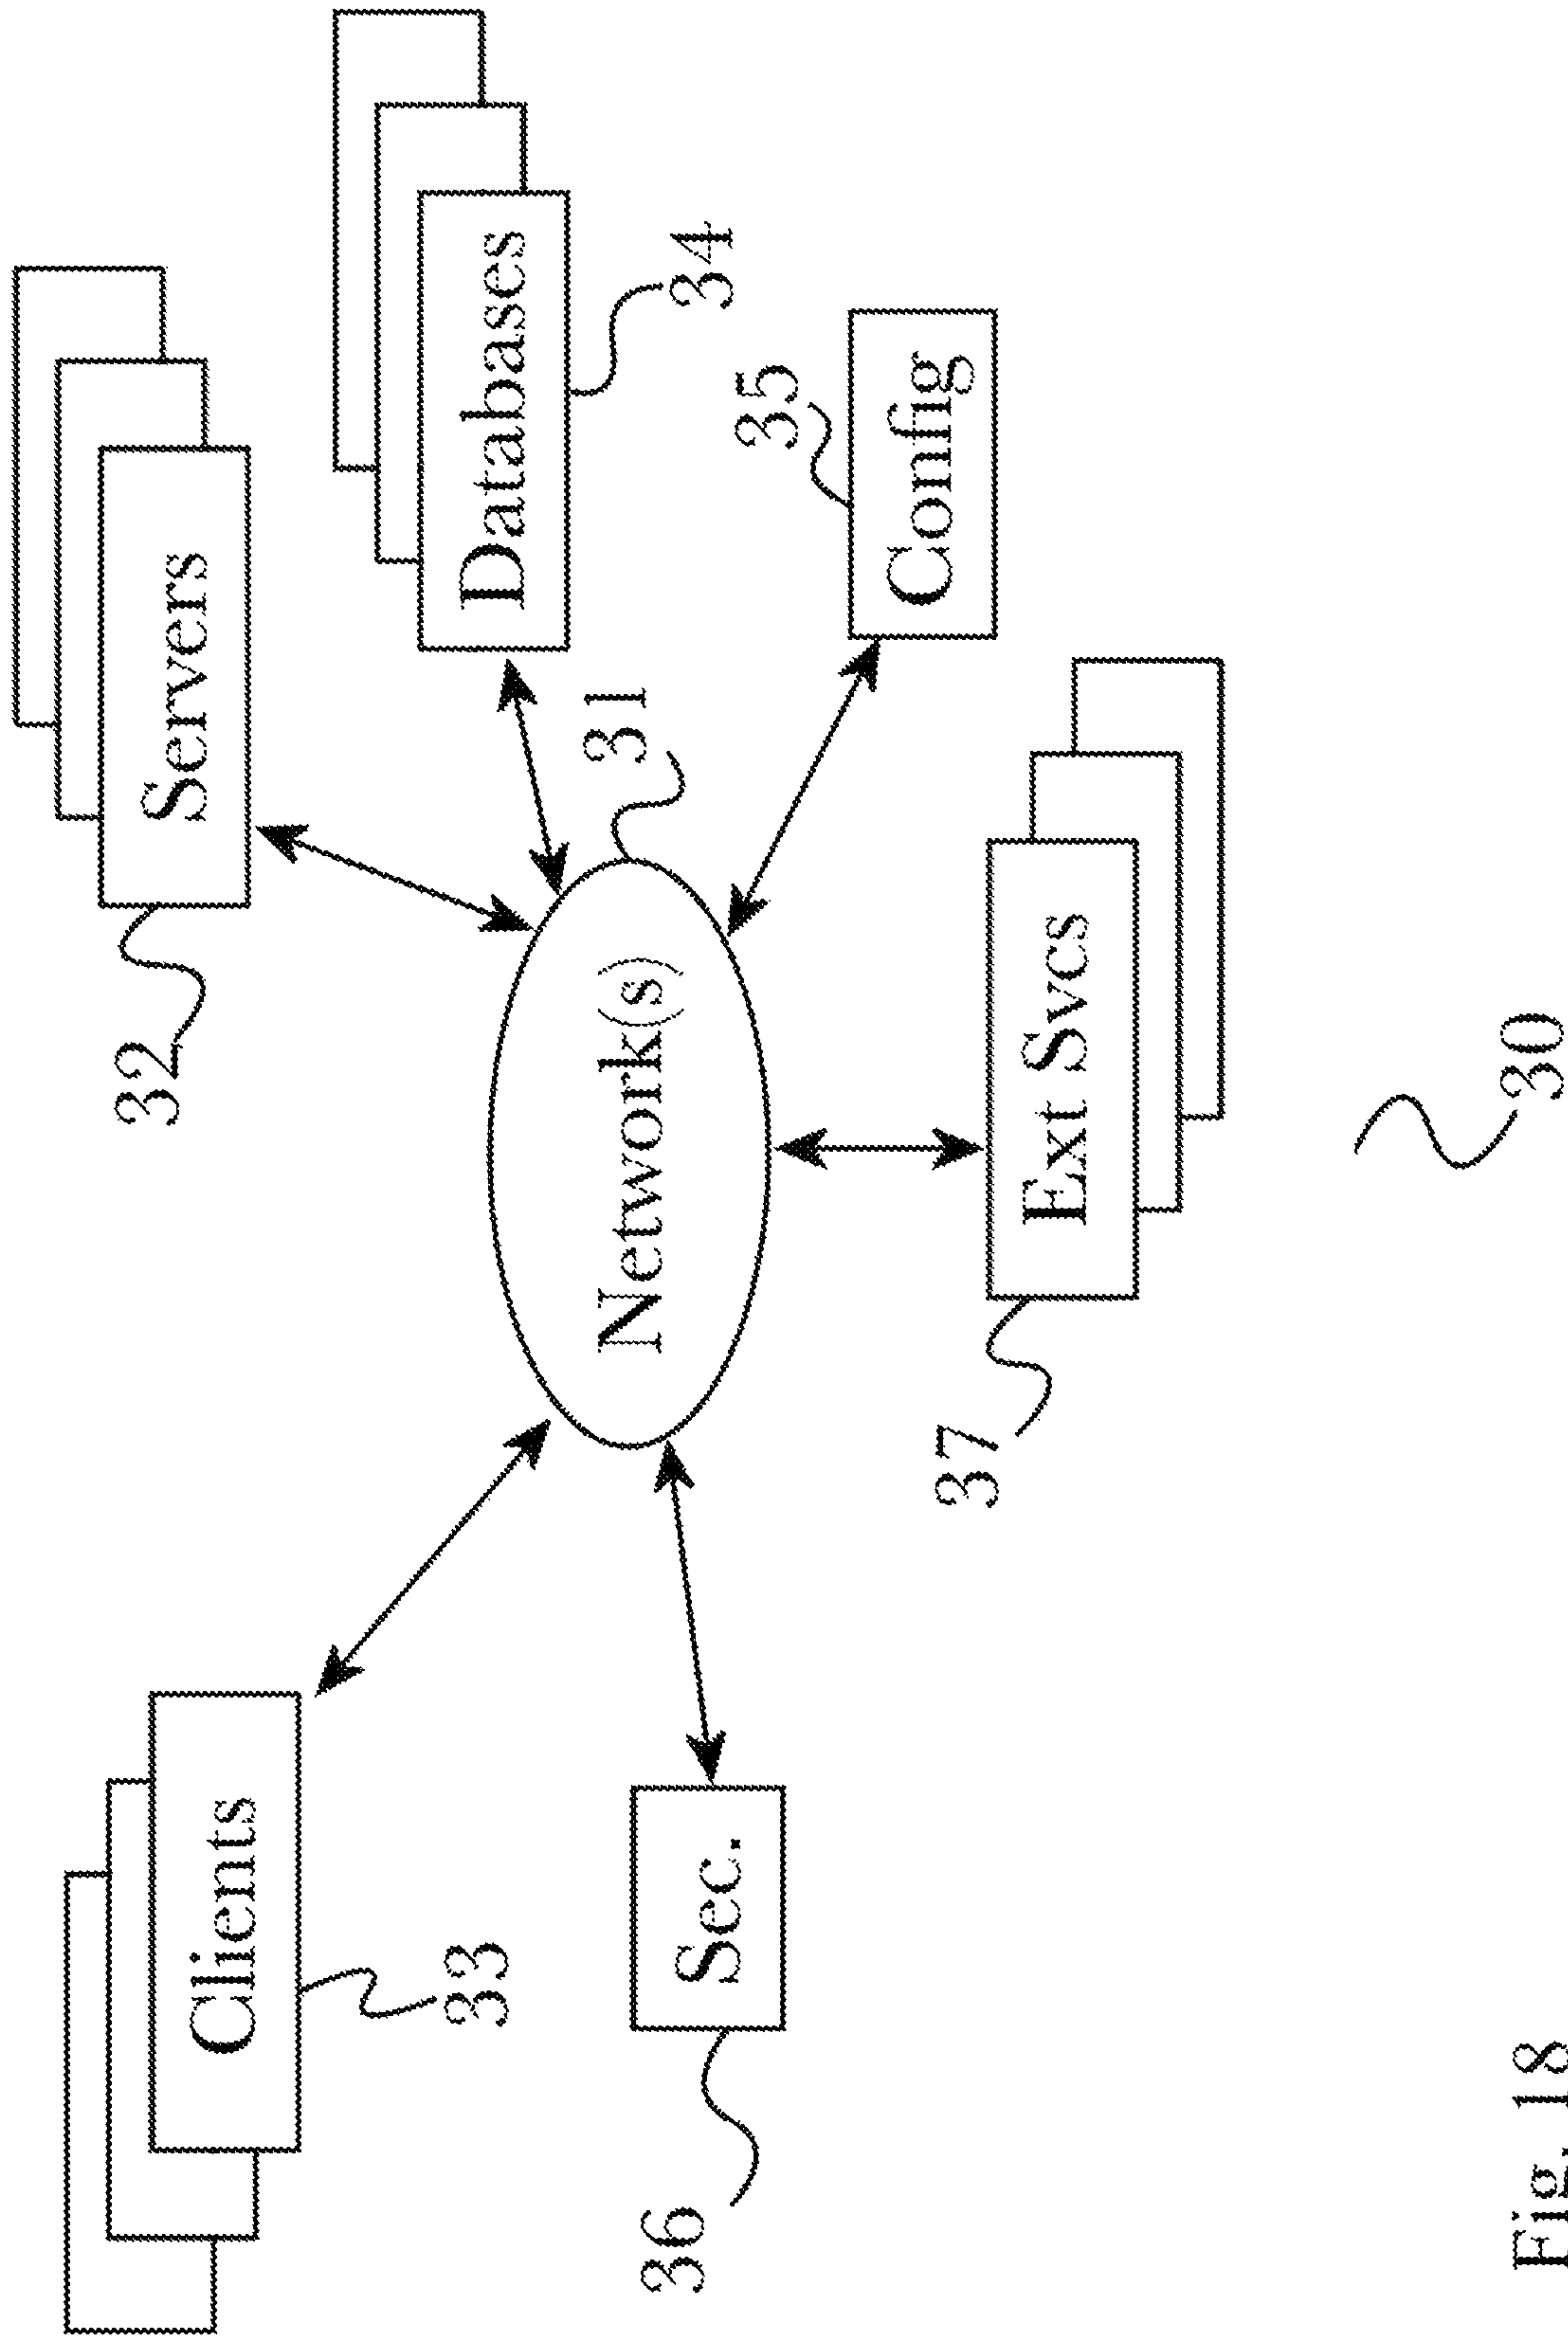 Servers
32
Clients
33
Databases
34
Network(s)
31
35
Sec.
36
Config
37
Ext Svcs
30
Fig. 18